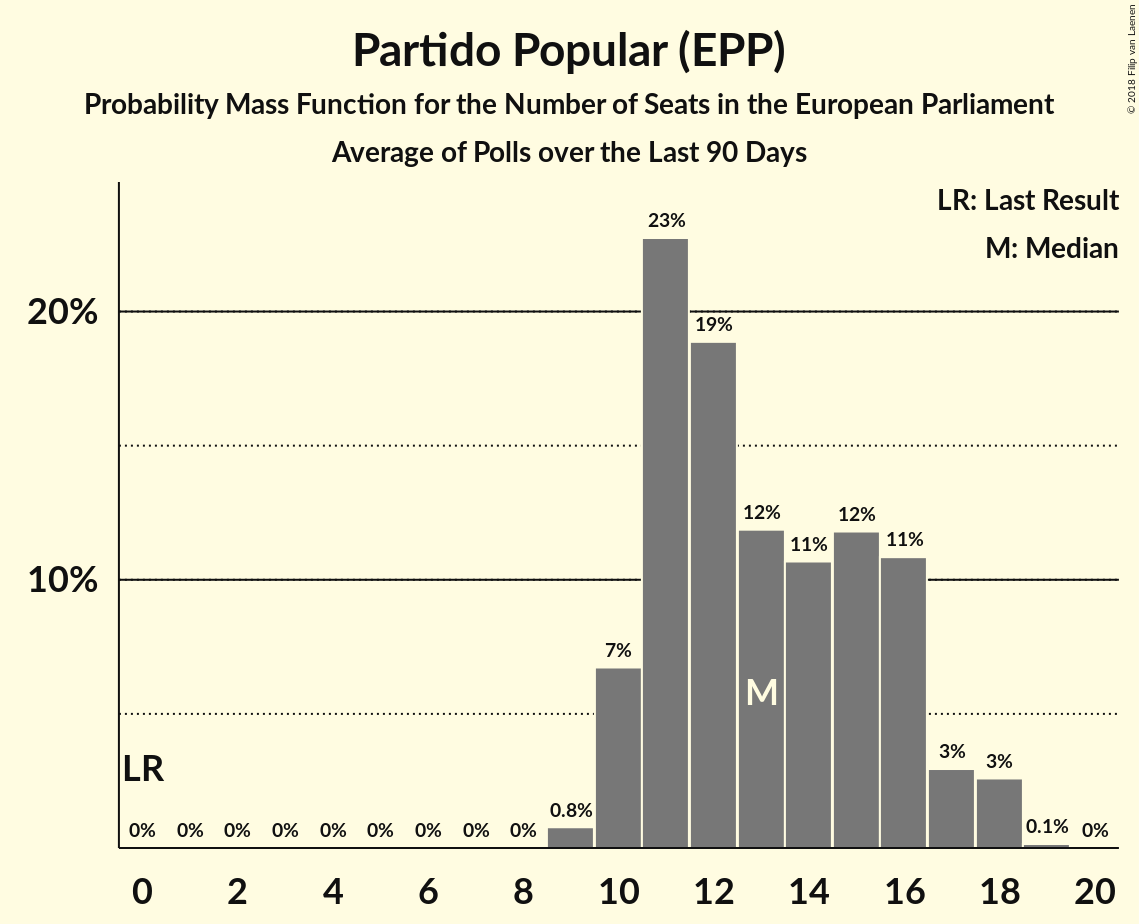 Partido Popular (EPP)
Probability Mass Function for the Number of Seats in the European Parliament
Average of Polls over the Last 90 Days
© 2018 Filip van Laenen
LR: Last Result
M: Median
23%
20%
19%
12%
12%
11%
11%
10%
7%
M
LR
3%
3%
0% 0% 0% 0% 0% 0% 0% 0% 0% 0.8% 0.1% 0%
0 2 4 6 8 10 12 14 16 18 20